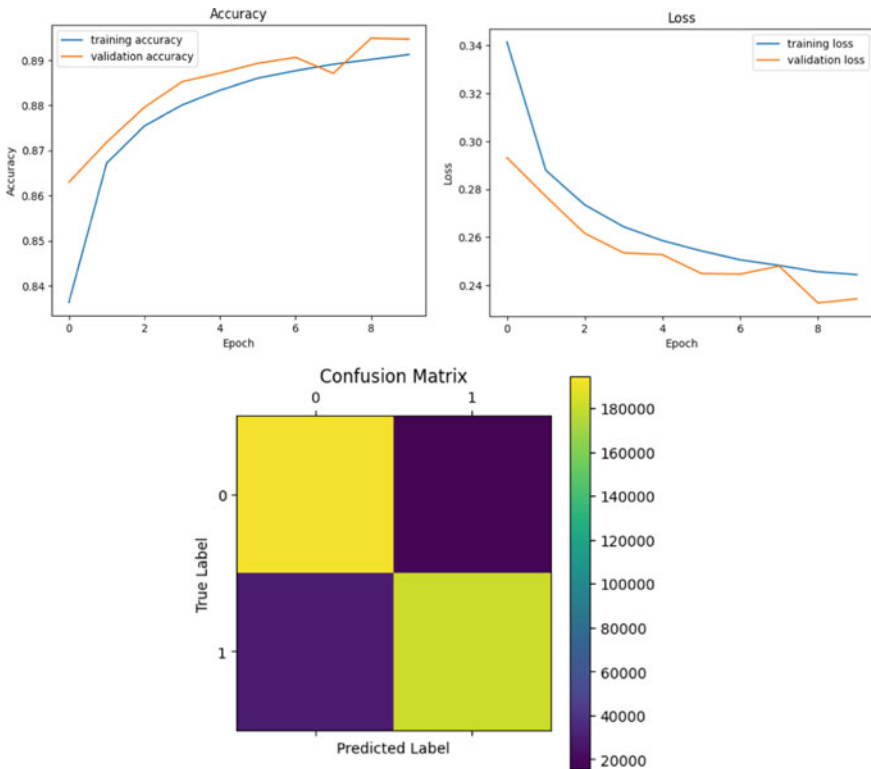 Accuracy
training accuracy
validation accuracy
0.89
0.88
0.87
0.86
0.85
0.84
Accuracy
0 2 4 6 8
Epoch
Loss
training loss
validation loss
0.34
0.32
0.30
0.28
0.26
0.24
Loss
0 2 4 6 8
Epoch
Confusion Matrix
0 1
0
1
True Label
Predicted Label
180000
160000
140000
120000
100000
80000
60000
40000
20000